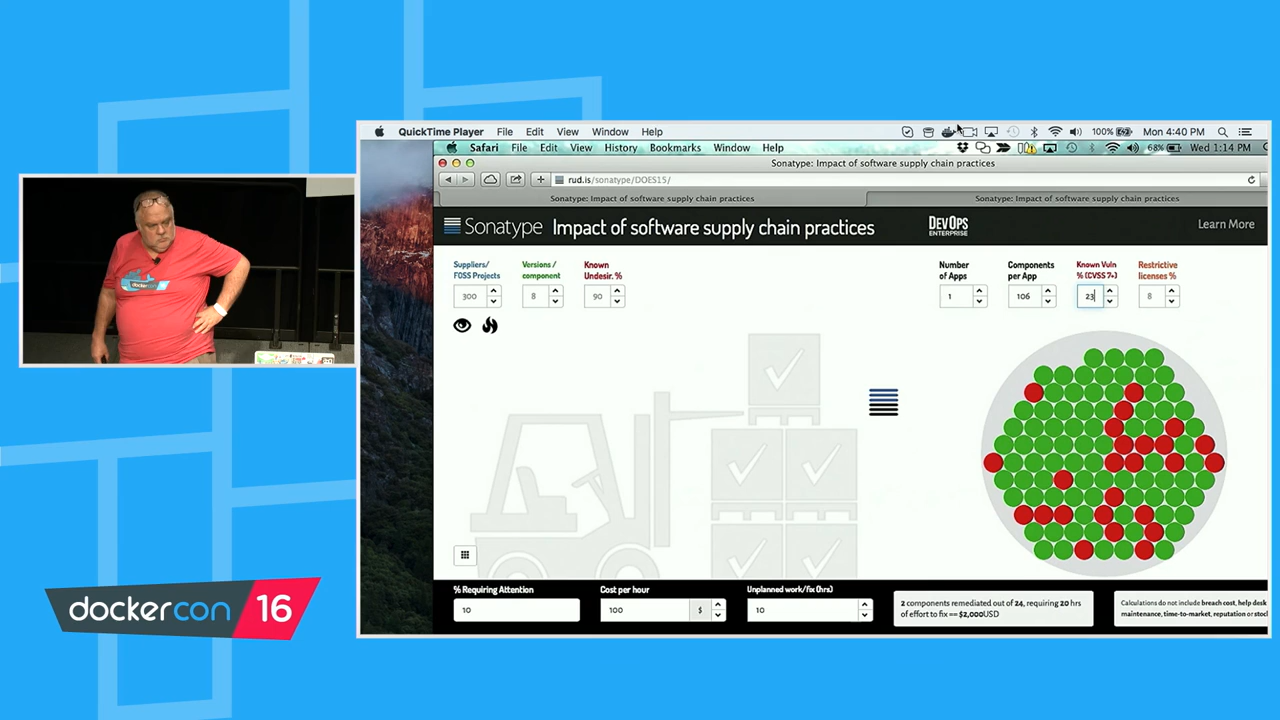 QuickTime Player File Edit View Window Help 100% Mon 4:40 PM
Safari File Edit View History Bookmarks Window Help 68% Wed 1:14 PM
Sonatype: Impact of software supply chain practices
rud.is/sonatype/DOES15/
Sonatype: Impact of software supply chain practices Sonatype: Impact of software supply chain practices
Sonatype Impact of software supply chain practices DEVOPS ENTERPRISE Learn More
Suppliers/ FOSS Projects
Versions/ component
Known Undesir. %
Number of Apps
Components per App
Known Vuln % (CVSS 7+)
Restrictive licenses %
300 8 90 1 106 23 8
docker
% Requiring Attention Cost per hour Unplanned work/fix (hrs)
10 100 $ 10
2 components remediated out of 24, requiring 20 hrs
of effort to fix == $2,000USD
Calculations do not include breach cost, help desk
maintenance, time-to-market, reputation or stoc
dockercon 16